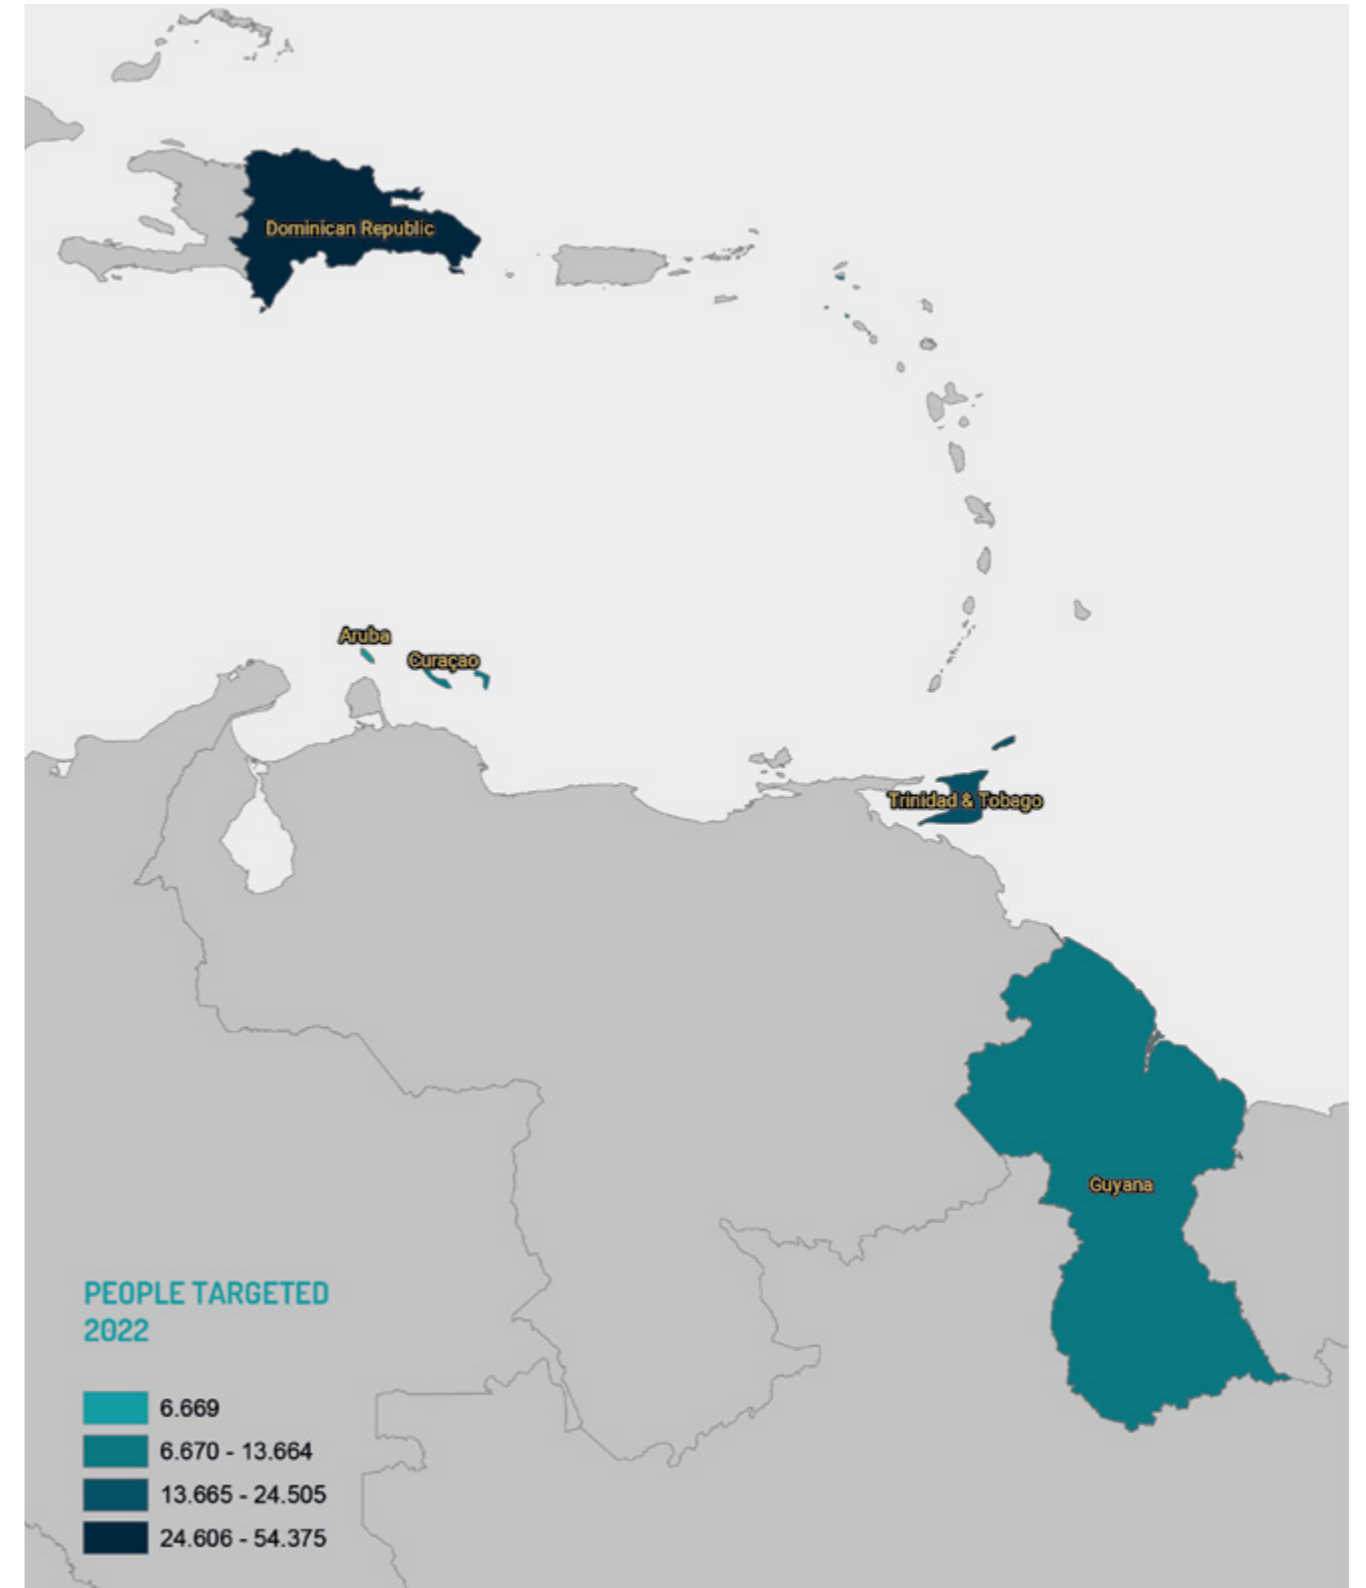 Dominican Republic
Aruba
Curaçao
Trinidad & Tobago
Guyana
PEOPLE TARGETED
2022
6.669
6.670 - 13.664
13.665 - 24.505
24.606 - 54.375